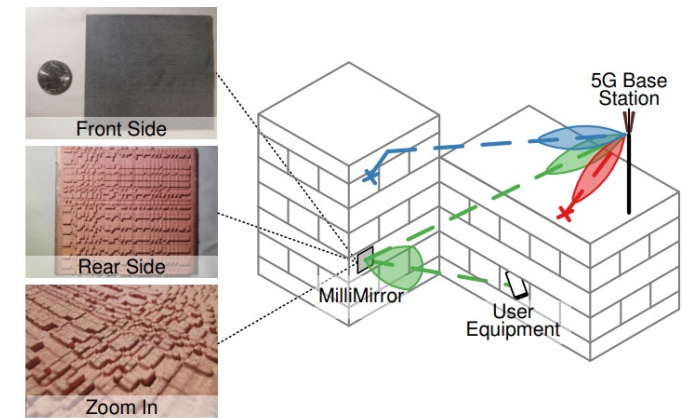 Front Side
Rear Side
Zoom In
5G Base
Station
MilliMirror
User
Equipment